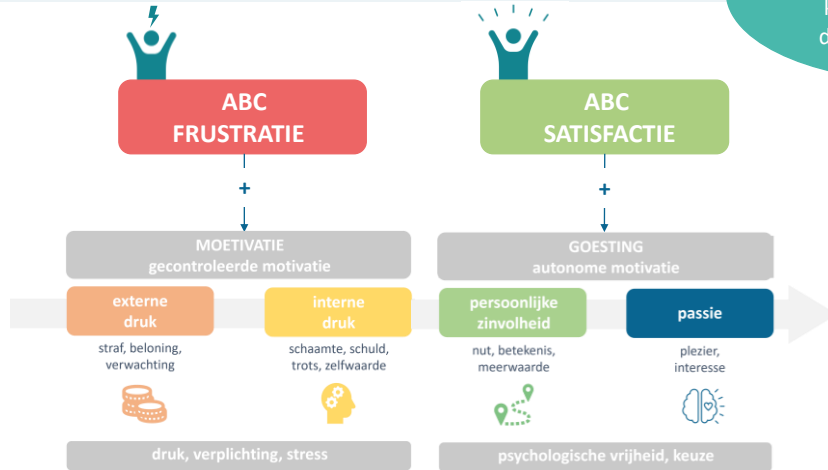 ABC
FRUSTRATIE
ABC
SATISFACTIE
+
+
MOETIVATIE
gecontroleerde motivatie
GOESTING
autonome motivatie
externe
druk
interne
druk
persoonlijke
zinvolheid
passie
straf, beloning,
verwachting
schaamte, schuld,
trots, zelfwaarde
nut, betekenis,
meerwaarde
plezier,
interesse
druk, verplichting, stress
psychologische vrijheid, keuze